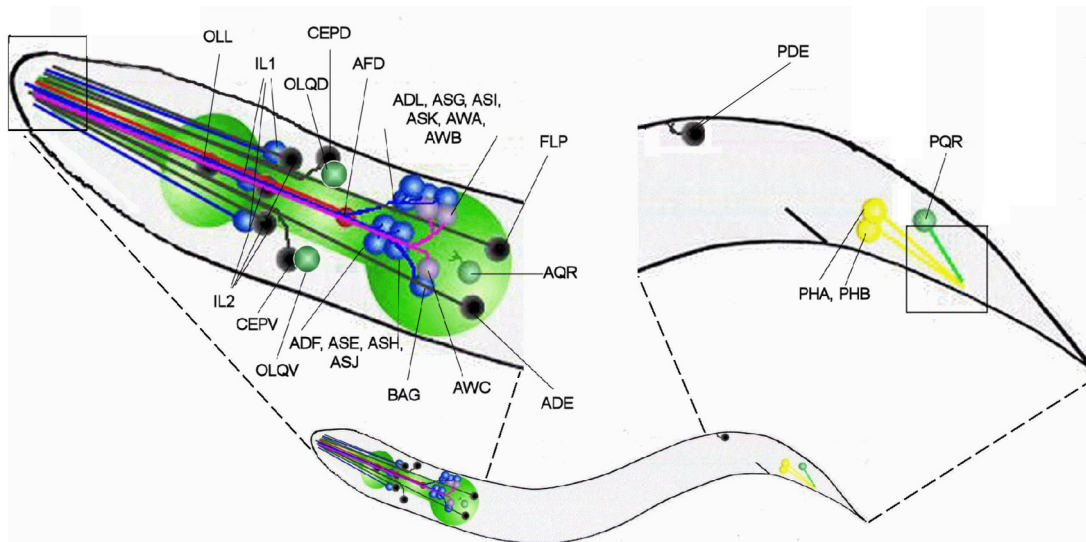 CEPD
OLL
PDE
IL1
AFD
OLQD
ADL, ASG, ASI,
ASK, AWA,
AWB
FLP
PQR
AQR
PHA, PHB
IL2
CEPV
ADF, ASE, ASH,
ASJ
OLQV
BAG
AWC
ADE